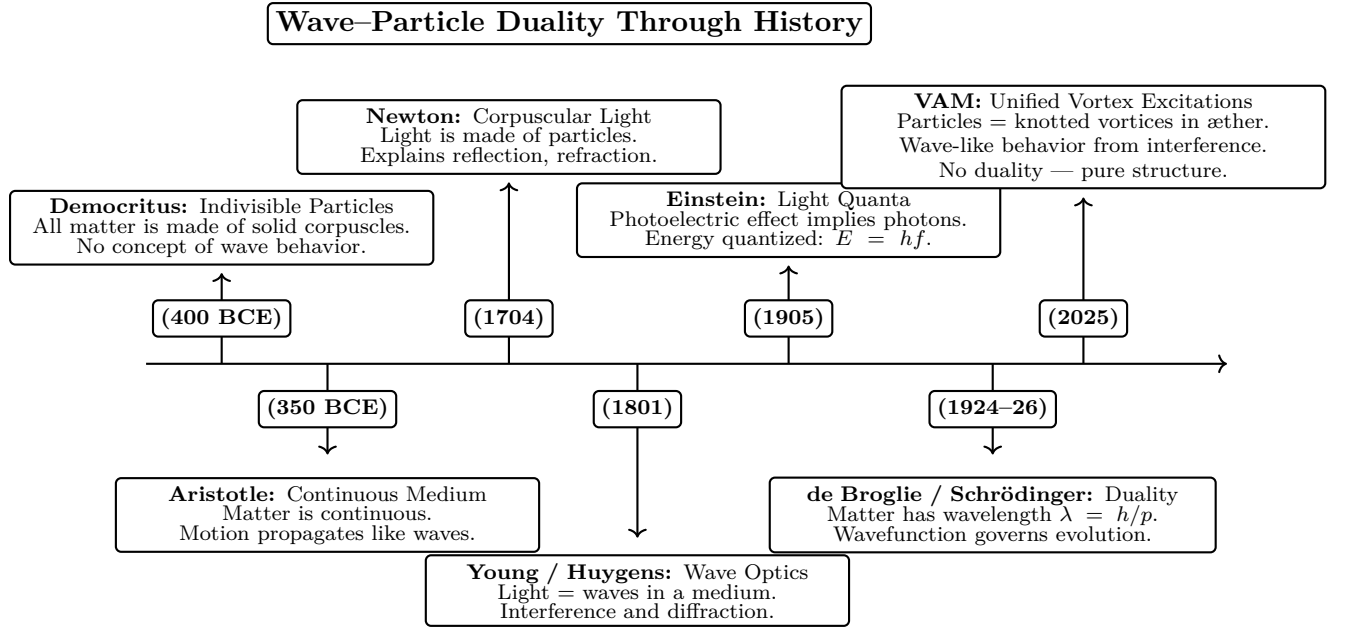 Wave–Particle Duality Through History
VAM: Unified Vortex Excitations
Particles = knotted vortices in æther.
Wave-like behavior from interference.
No duality — pure structure.
Newton: Corpuscular Light
Light is made of particles.
Explains reflection, refraction.
Einstein: Light Quanta
Photoelectric effect implies photons.
Energy quantized: E = hf.
Democritus: Indivisible Particles
All matter is made of solid corpuscles.
No concept of wave behavior.
(400 BCE)
(1704)
(1905)
(2025)
(350 BCE)
(1801)
(1924–26)
Aristotle: Continuous Medium
Matter is continuous.
Motion propagates like waves.
de Broglie / Schrödinger: Duality
Matter has wavelength λ = h/p.
Wavefunction governs evolution.
Young / Huygens: Wave Optics
Light = waves in a medium.
Interference and diffraction.